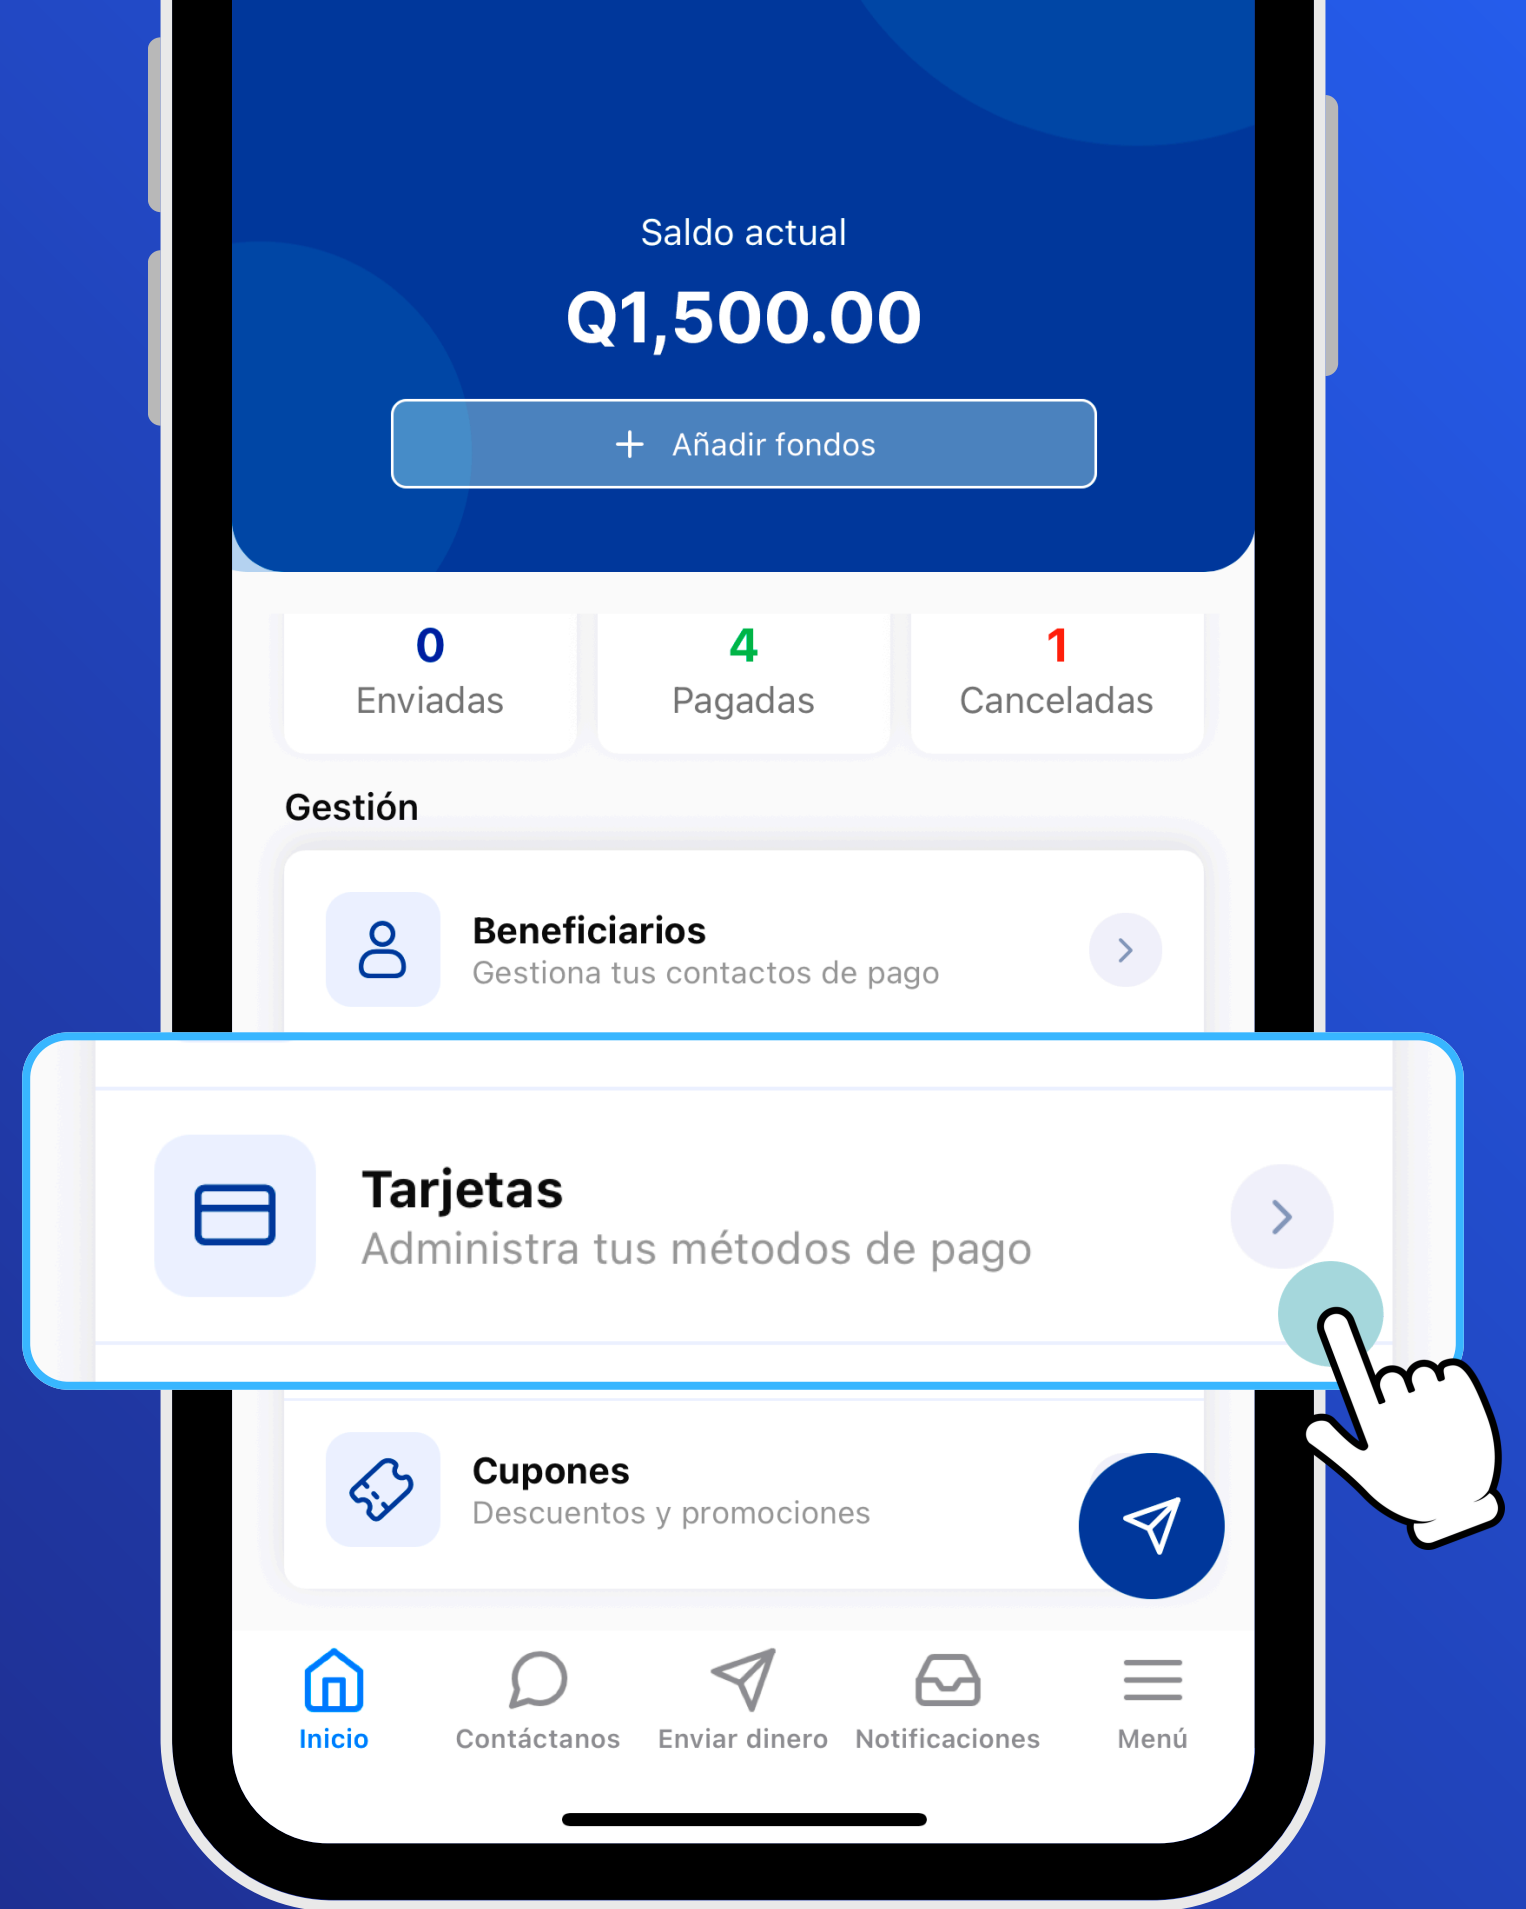 Saldo actual
Q1,500.00
Añadir fondos
0
Enviadas
4
Pagadas
1
Canceladas
Gestión
Beneficiarios
Gestiona tus contactos de pago
Tarjetas
Administra tus métodos de pago
Cupones
Descuentos y promociones
Inicio
Contáctanos
Enviar dinero
Notificaciones
Menú